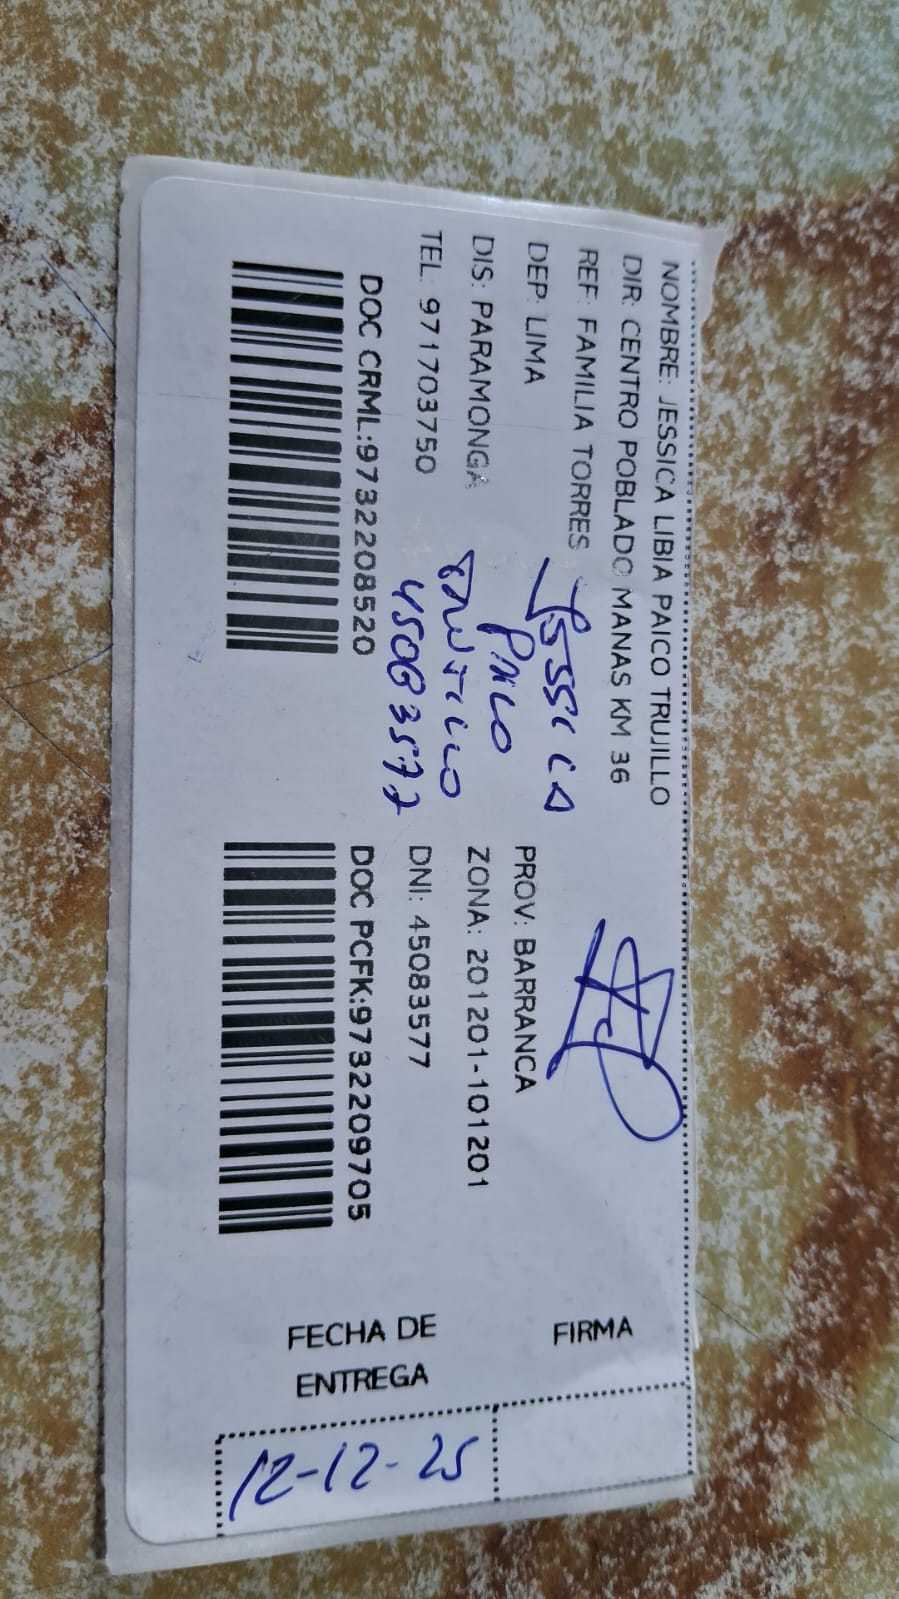 NOMBRE: JESSICA LIBIA PAICO TRUJILLO
DIR: CENTRO POBLADO MANAS KM 36
REF: FAMILIA TORRES
DEP: LIMA
PROV: BARRANCA
DIS: PARAMONGA
ZONA: 201201-101201
TEL: 971703750
DNI: 45083577
JESSICA
PAICO
TRUJILLO
45083577
DOC CRML:9732208520
DOC PCFK:9732209705
FIRMA
FECHA DE
ENTREGA
12-12-25